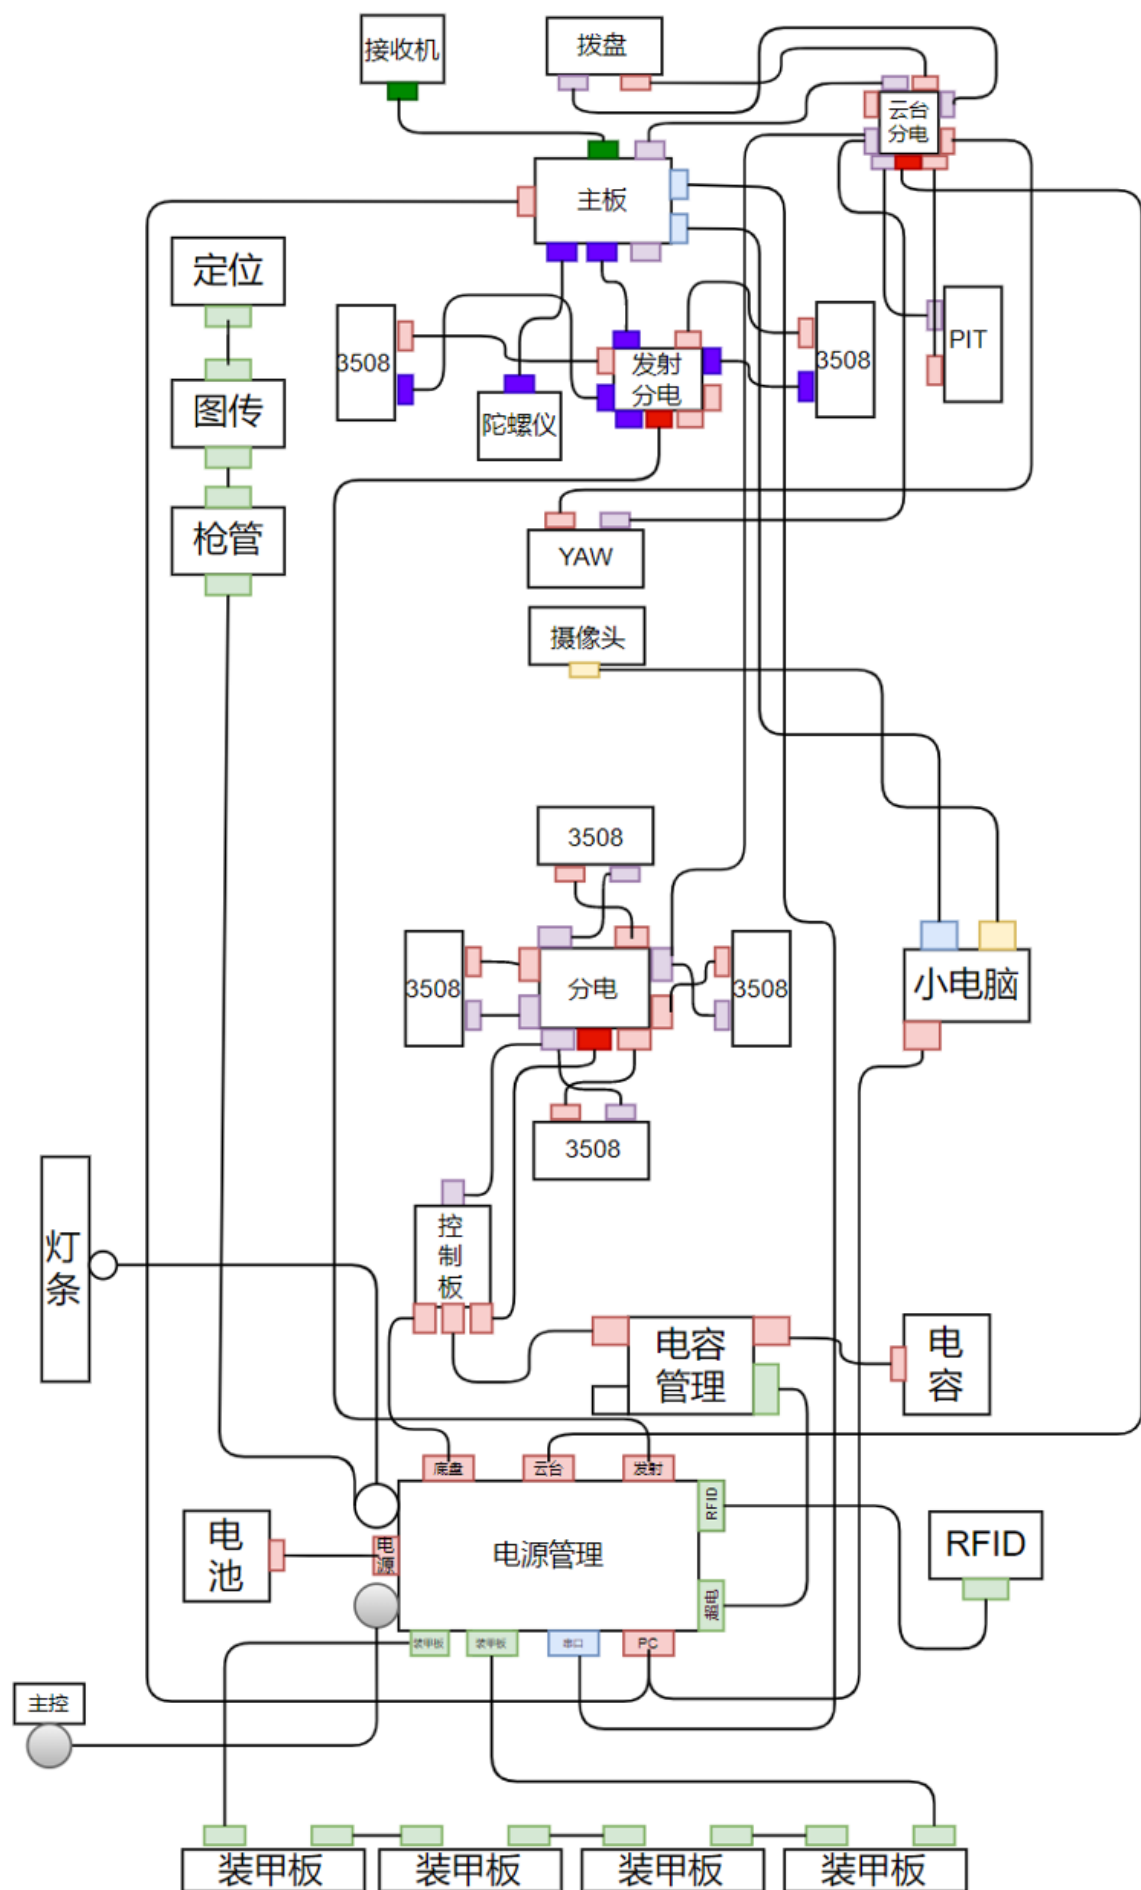 接收机
拨盘
云台
分电
主板
定位
3508
发射
分电
3508
PIT
图传
陀螺仪
枪管
YAW
摄像头
3508
3508
分电
3508
小电脑
3508
控
制
板
灯
条
电容
管理
电
容
底盘
云台
发射
RFID
电
池
电
源
电源管理
RFID
超电
装甲板
装甲板
串口
PC
主控
装甲板
装甲板
装甲板
装甲板